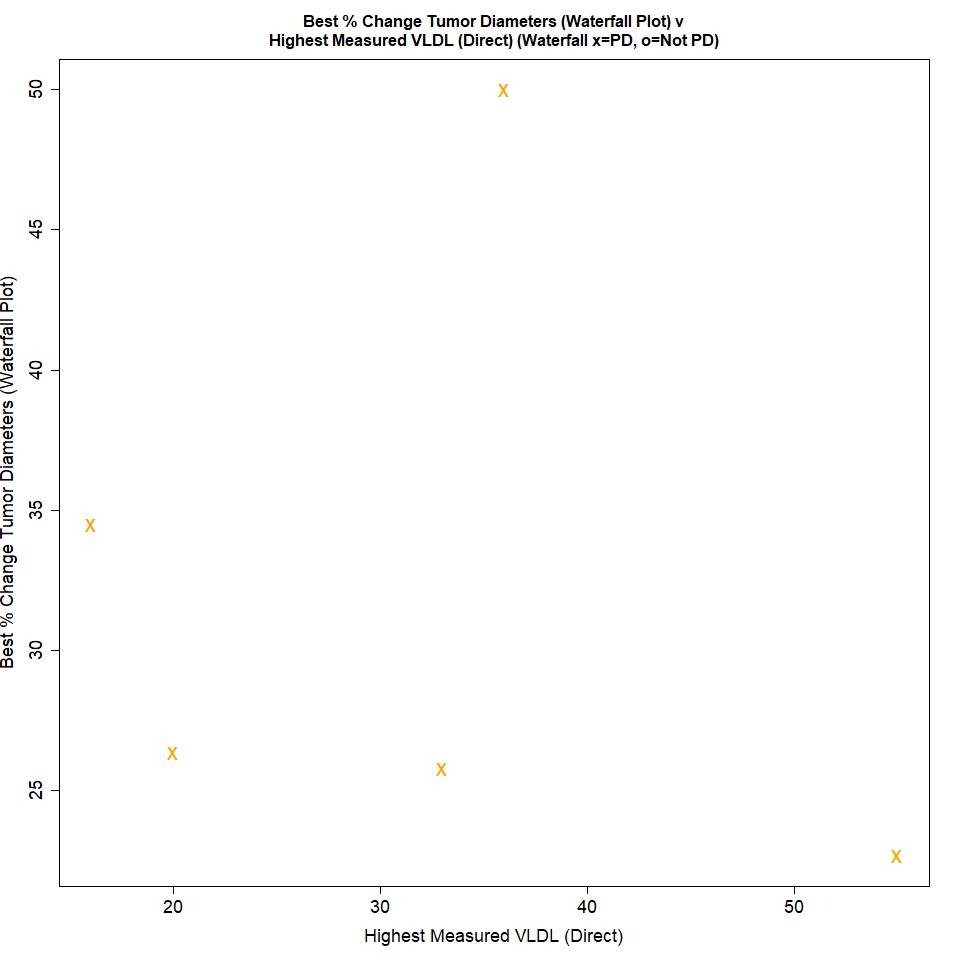 Best % Change Tumor Diameters (Waterfall Plot) v
Highest Measured VLDL (Direct) (Waterfall x=PD, o=Not PD)
Best % Change Tumor Diameters (Waterfall Plot)
50
45
40
35
30
25
X
X
X
X
X
20
30
40
50
Highest Measured VLDL (Direct)